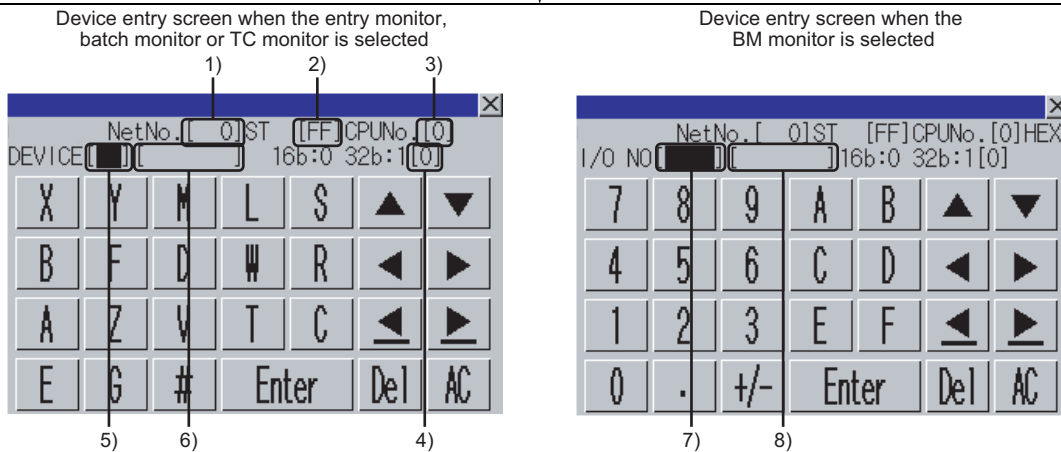 Device entry screen when the entry monitor,
batch monitor or TC monitor is selected
1) 2) 3)
NetNo.[ 0]ST [FF]CPUNo.[0]
DEVICE[ ][ ]16b:0 32b:1[0]
X Y M L S ▲ ▼
B F D W R ◀ ▶
A Z V T C ◀ ▶
E G # Enter Del AC
5) 6) 4)
Device entry screen when the
BM monitor is selected
NetNo.[ 0]ST [FF]CPUNo.[0]HEX
I/O NO[ ][ ]16b:0 32b:1[0]
7 8 9 A B ▲ ▼
4 5 6 C D ◀ ▶
1 2 3 E F ◀ ▶
0 . +/- Enter Del AC
7) 8)